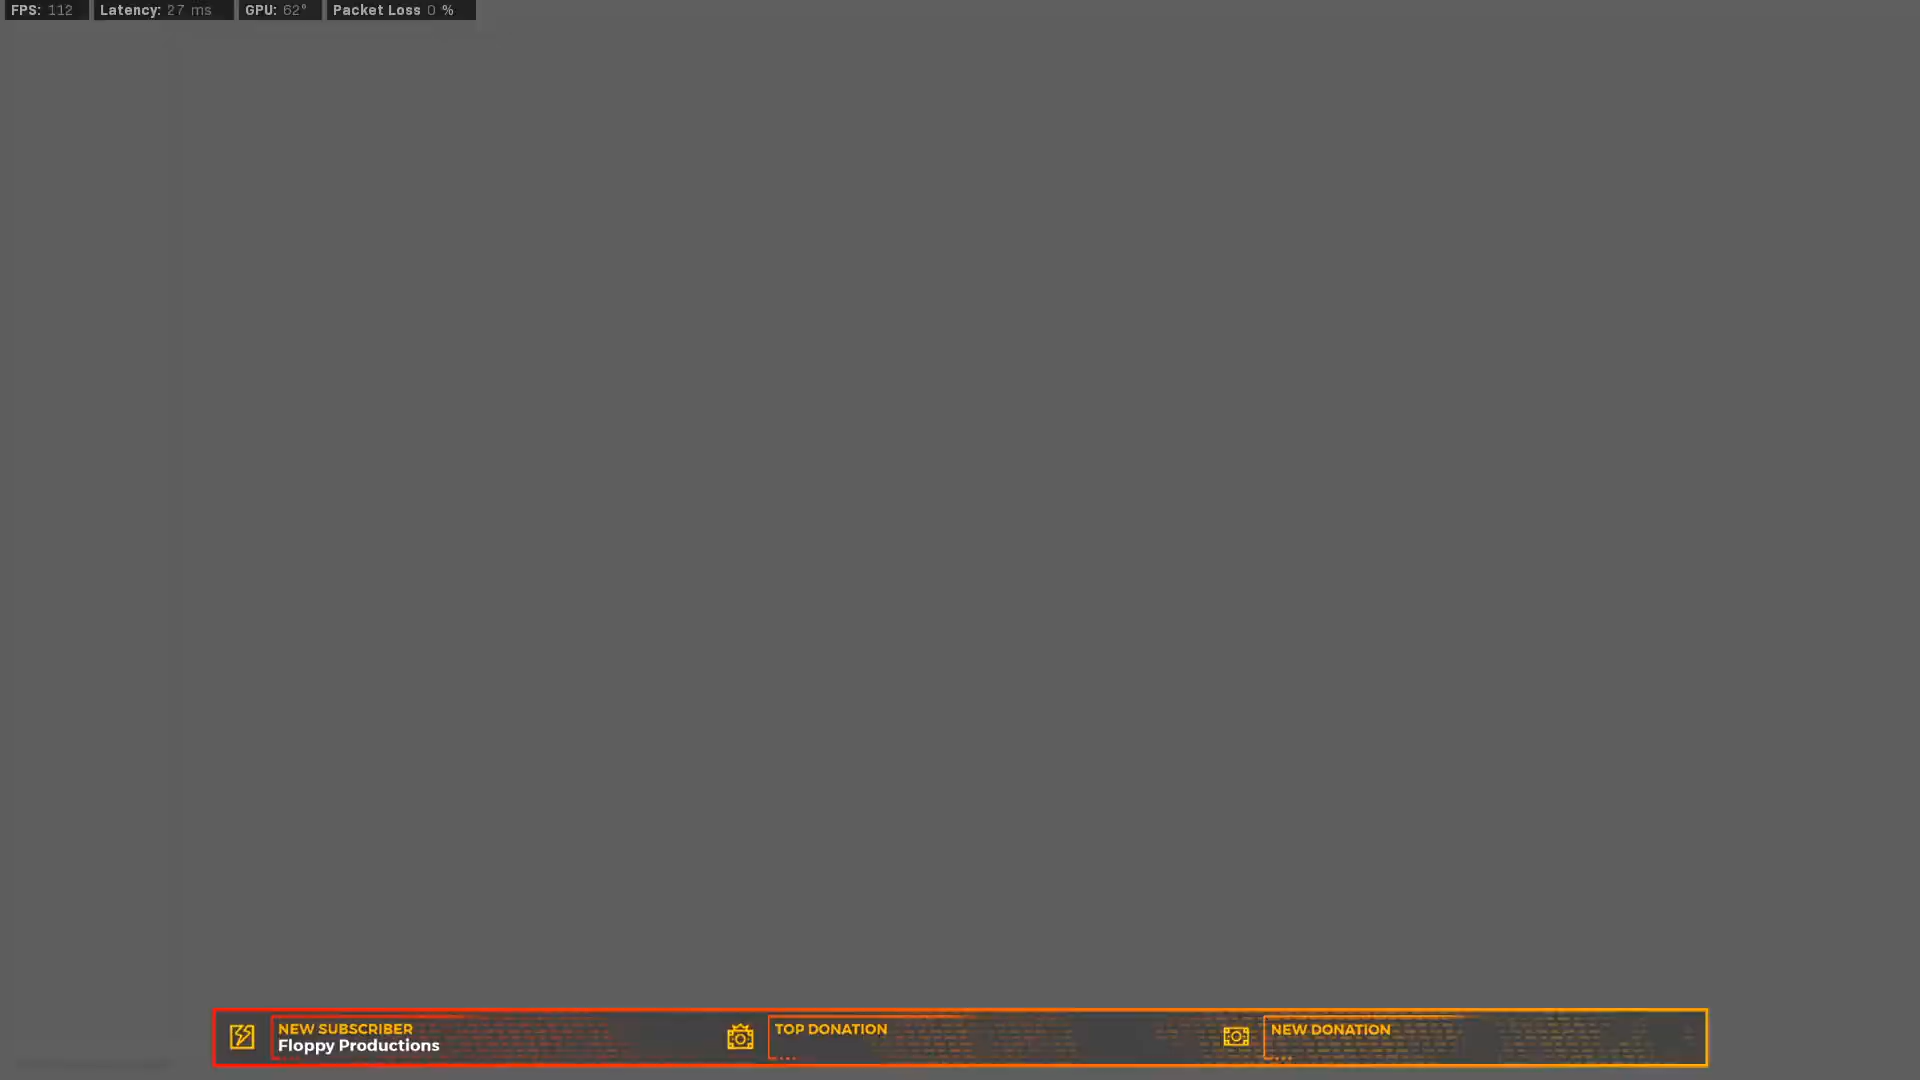 FPS: 112 Latency: 27 ms GPU: 62° Packet Loss 0 %
NEW SUBSCRIBER
Floppy Productions
TOP DONATION
NEW DONATION